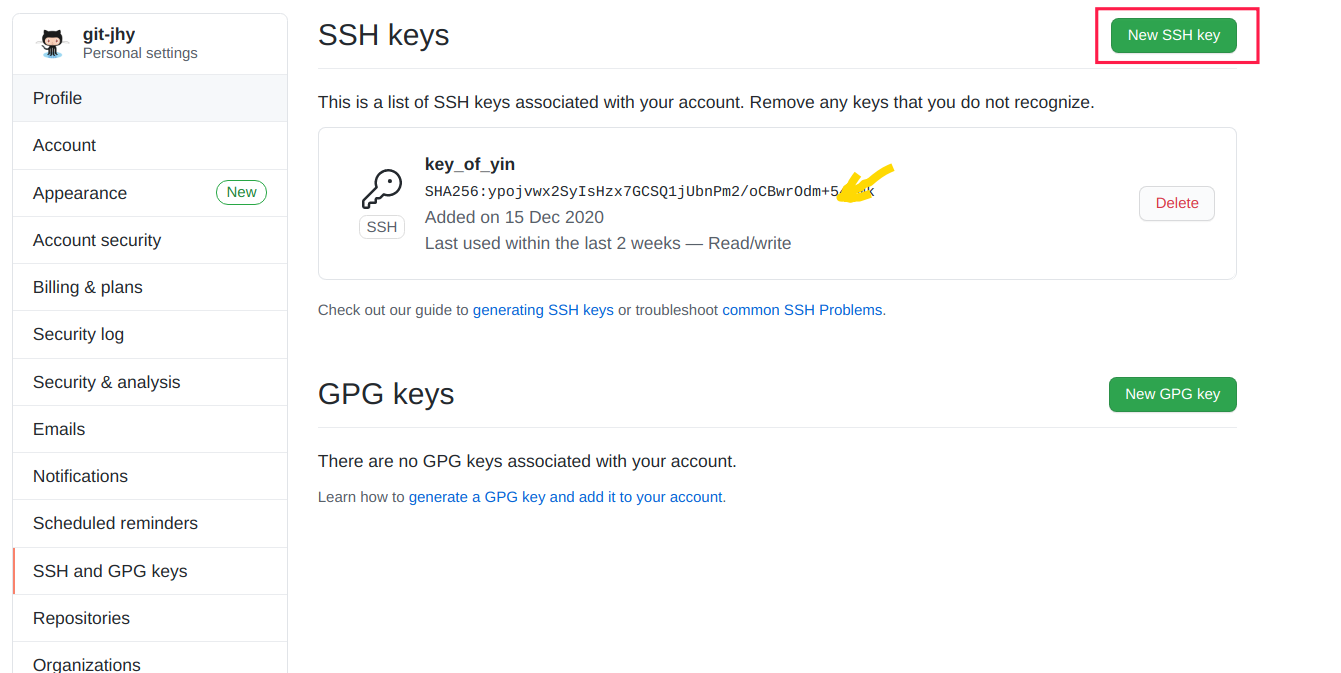 git-jhy
Personal settings
Profile
Account
Appearance New
Account security
Billing & plans
Security log
Security & analysis
Emails
Notifications
Scheduled reminders
SSH and GPG keys
Repositories
Organizations
SSH keys
New SSH key
This is a list of SSH keys associated with your account. Remove any keys that you do not recognize.
key_of_yin
SSH
Added on 15 Dec 2020
Last used within the last 2 weeks — Read/write
Delete
Check out our guide to generating SSH keys or troubleshoot common SSH Problems.
GPG keys
New GPG key
There are no GPG keys associated with your account.
Learn how to generate a GPG key and add it to your account.